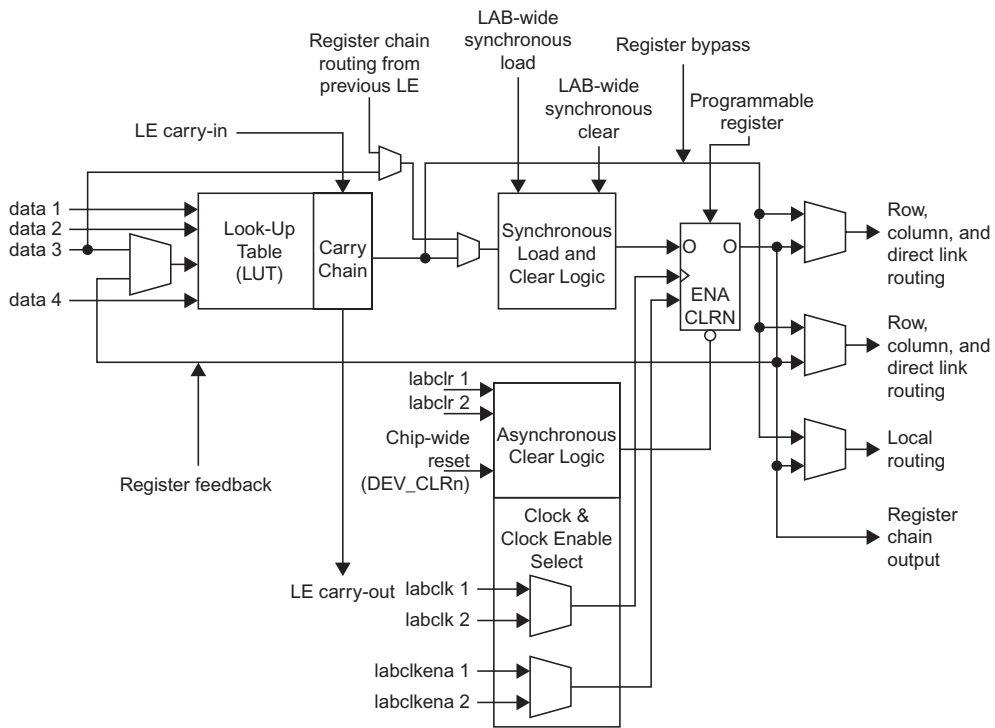 LAB-wide
synchronous
load
Register chain
routing from
previous LE
Register bypass
LAB-wide
synchronous
clear
Programmable
register
LE carry-in
data 1
data 2
data 3
data 4
Look-Up
Table
(LUT)
Carry
Chain
Synchronous
Load and
Clear Logic
O O
ENA
CLRN
Row,
column, and
direct link
routing
Row,
column, and
direct link
routing
Local
routing
Register
chain
output
labclr 1
labclr 2
Chip-wide
reset
(DEV_CLRn)
Asynchronous
Clear Logic
Register feedback
Clock &
Clock Enable
Select
LE carry-out
labclk 1
labclk 2
labclkena 1
labclkena 2